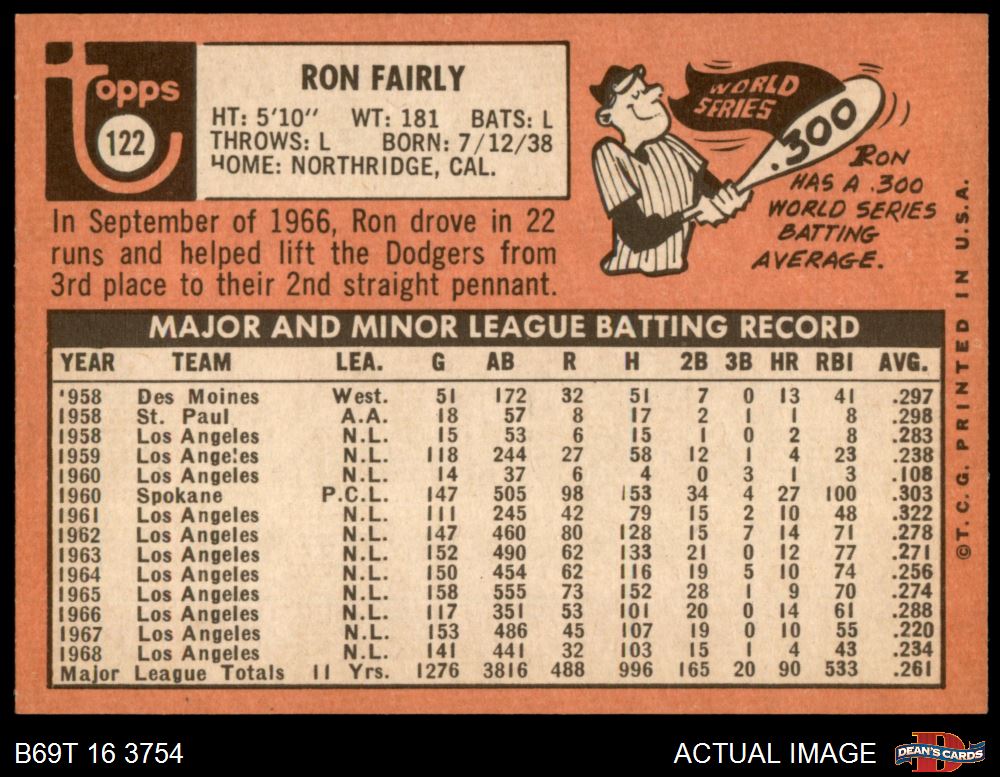 Topps
122
RON FAIRLY
HT: 5'10" WT: 181 BATS: L
THROWS: L BORN: 7/12/38
HOME: NORTHRIDGE, CAL.
WORLD
SERIES
.300
RON
HAS A .300
WORLD SERIES
BATTING
AVERAGE.
In September of 1966, Ron drove in 22
runs and helped lift the Dodgers from
3rd place to their 2nd straight pennant.
MAJOR AND MINOR LEAGUE BATTING RECORD
YEAR TEAM LEA. G AB R H 2B 3B HR RBI AVG.
1958 Des Moines West. 51 172 32 51 7 0 13 41 .297
1958 St. Paul A.A. 18 57 8 17 2 1 1 8 .298
1958 Los Angeles N.L. 15 53 6 15 1 0 2 8 .283
1959 Los Angeles N.L. 118 244 27 58 12 1 4 23 .238
1960 Los Angeles N.L. 14 37 6 4 0 3 1 3 .108
1960 Spokane P.C.L. 147 505 98 153 34 4 27 100 .303
1961 Los Angeles N.L. 111 245 42 79 15 2 10 48 .322
1962 Los Angeles N.L. 147 460 80 128 15 7 14 71 .278
1963 Los Angeles N.L. 152 490 62 133 21 0 12 77 .271
1964 Los Angeles N.L. 150 454 62 116 19 5 10 74 .256
1965 Los Angeles N.L. 158 555 73 152 28 1 9 70 .274
1966 Los Angeles N.L. 117 351 53 101 20 0 14 61 .288
1967 Los Angeles N.L. 153 486 45 107 19 0 10 55 .220
1968 Los Angeles N.L. 141 441 32 103 15 1 4 43 .234
Major League Totals 11 Yrs. 1276 3816 488 996 165 20 90 533 .261
©T.C.G. PRINTED IN U.S.A.
B69T 16 3754
ACTUAL IMAGE
D
DEAN'S CARDS